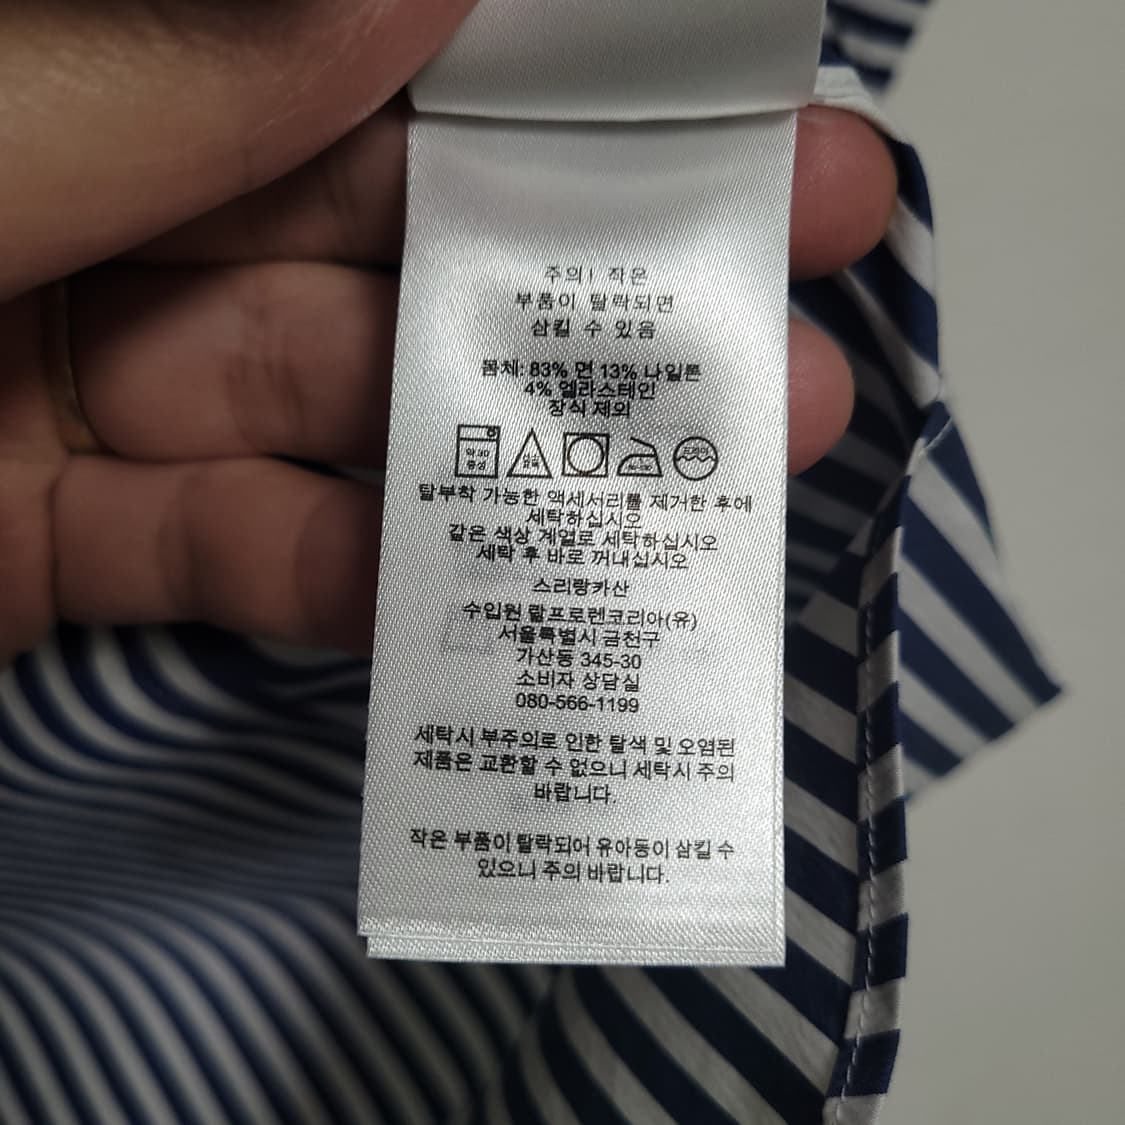 주의! 작은
부품이 탈락되면
삼킬 수 있음
몸체: 83% 면 13% 나일론
4% 엘라스테인
장식 제외
약 30
중성
탈부착 가능한 액세서리를 제거한 후에
세탁하십시오
같은 색상 계열로 세탁하십시오
세탁 후 바로 꺼내십시오
스리랑카산
수입원 랄프로렌코리아(유)
서울특별시 금천구
가산동 345-30
소비자 상담실
080-566-1199
세탁시 부주의로 인한 탈색 및 오염된
제품은 교환할 수 없으니 세탁시 주의
바랍니다.
작은 부품이 탈락되어 유아동이 삼킬 수
있으니 주의 바랍니다.